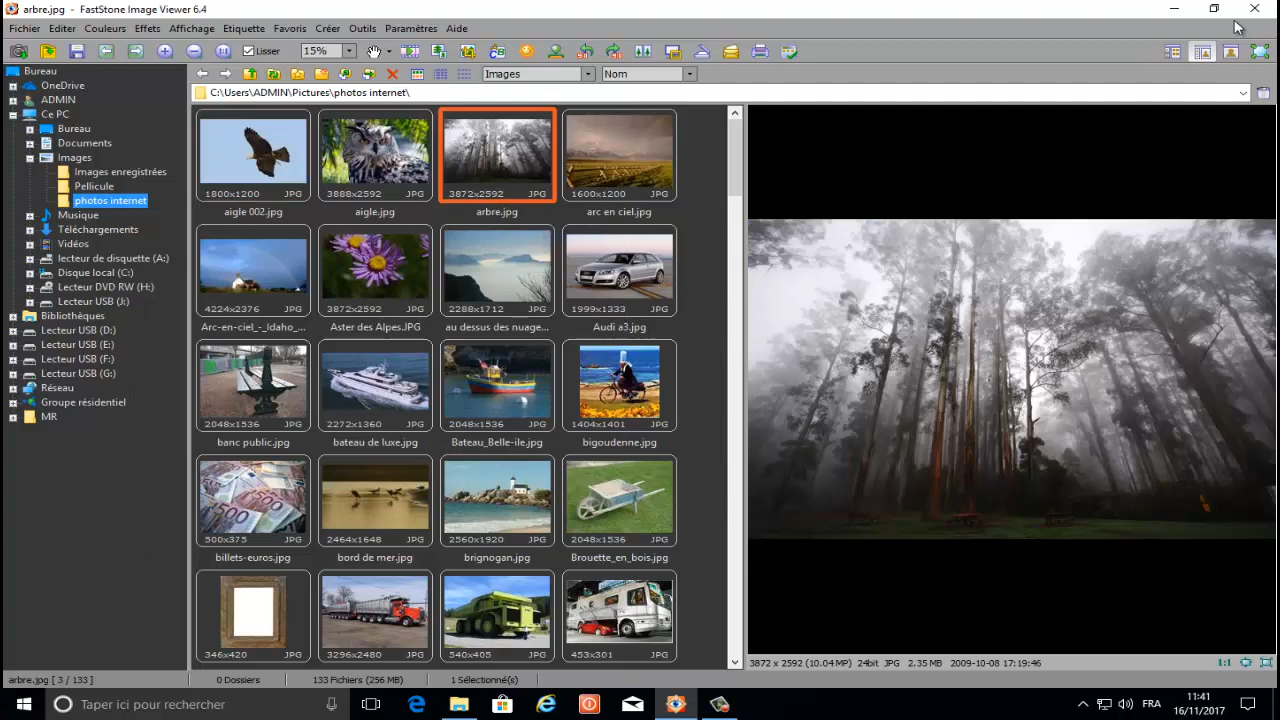 arbre.jpg - FastStone Image Viewer 6.4
Fichier Editer Couleurs Effets Affichage Etiquette Favoris Créer Outils Paramètres Aide
Lisser 15%
Images Nom
C:\Users\ADMIN\Pictures\photos internet\
Bureau
OneDrive
ADMIN
Ce PC
Bureau
Documents
Images
Images enregistrées
Pellicule
photos internet
Musique
Téléchargements
Vidéos
lecteur de disquette (A:)
Disque local (C:)
Lecteur DVD RW (H:)
Lecteur USB (J:)
Bibliothèques
Lecteur USB (D:)
Lecteur USB (E:)
Lecteur USB (F:)
Lecteur USB (G:)
Réseau
Groupe résidentiel
MR
1800x1200 JPG 3888x2592 JPG 3872x2592 JPG 1600x1200 JPG
aigle 002.jpg aigle.jpg arbre.jpg arc en ciel.jpg
4224x2376 JPG 3872x2592 JPG 2288x1712 JPG 1999x1333 JPG
Arc-en-ciel_-_Idaho_... Aster des Alpes.JPG au dessus des nuage... Audi a3.jpg
2048x1536 JPG 2272x1360 JPG 2048x1536 JPG 1404x1401 JPG
banc public.jpg bateau de luxe.jpg Bateau_Belle-ile.jpg bigoudenne.jpg
500x375 JPG 2464x1648 JPG 2560x1920 JPG 2048x1536 JPG
billets-euros.jpg bord de mer.jpg brignogan.jpg Brouette_en_bois.jpg
346x420 JPG 3296x2480 JPG 540x405 JPG 453x301 JPG
3872 x 2592 (10.04 MP) 24bit JPG 2.35 MB 2009-10-08 17:19:46 1:1
arbre.jpg [ 3 / 133 ] 0 Dossiers 133 Fichiers (256 MB) 1 Sélectionné(s)
Taper ici pour rechercher
FRA
11:41
16/11/2017